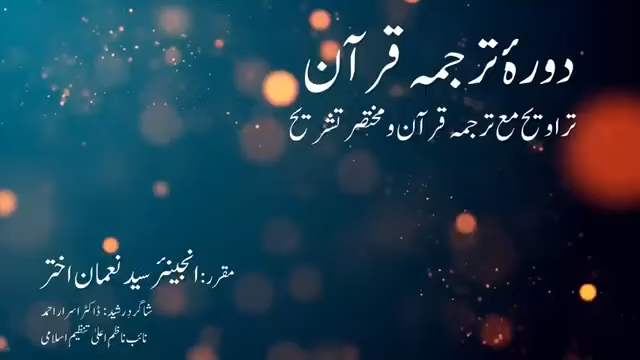 دورۂ ترجمہ قرآن
تراویح مع ترجمہ قرآن و مختصر تشریح
مقرر: انجینئر سید نعمان اختر
شاگردِ رشید: ڈاکٹر اسرار احمد
نائب ناظم اعلیٰ تنظیم اسلامی